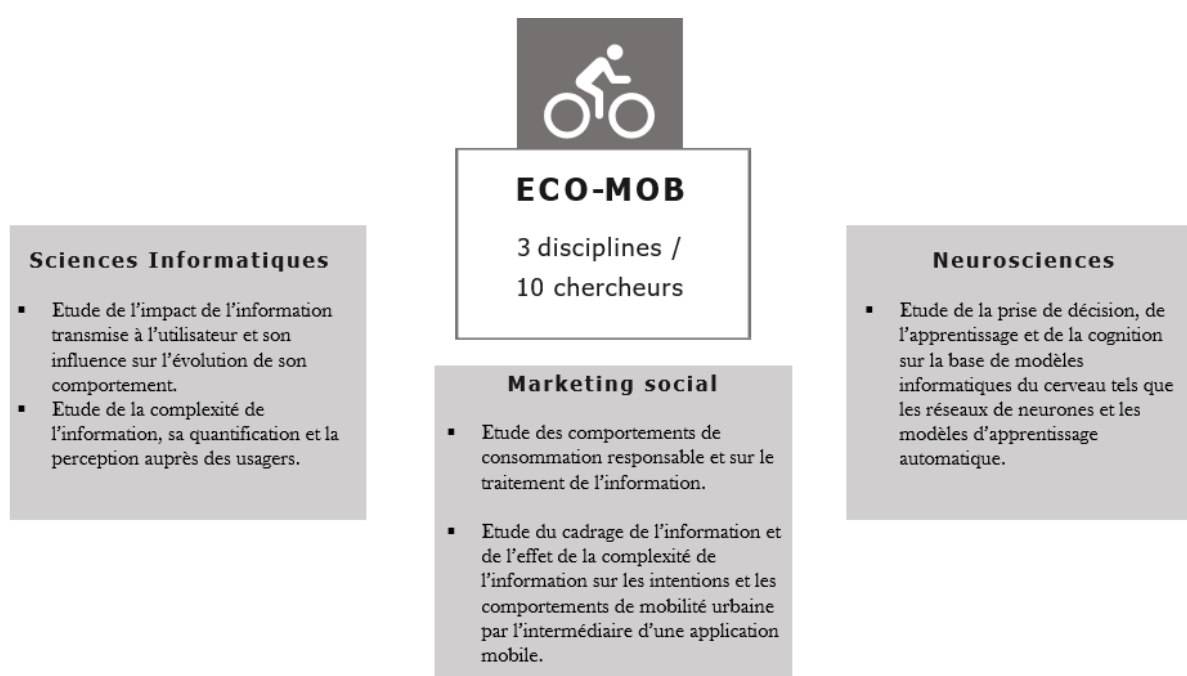 ECO-MOB
3 disciplines /
10 chercheurs
Sciences Informatiques
▪ Etude de l’impact de l’information
transmise à l’utilisateur et son
influence sur l’évolution de son
comportement.
▪ Etude de la complexité de
l’information, sa quantification et la
perception auprès des usagers.
Marketing social
▪ Etude des comportements de
consommation responsable et sur le
traitement de l’information.
▪ Etude du cadrage de l’information et
de l’effet de la complexité de
l’information sur les intentions et les
comportements de mobilité urbaine
par l’intermédiaire d’une application
mobile.
Neurosciences
▪ Etude de la prise de décision, de
l’apprentissage et de la cognition
sur la base de modèles
informatiques du cerveau tels que
les réseaux de neurones et les
modèles d’apprentissage
automatique.